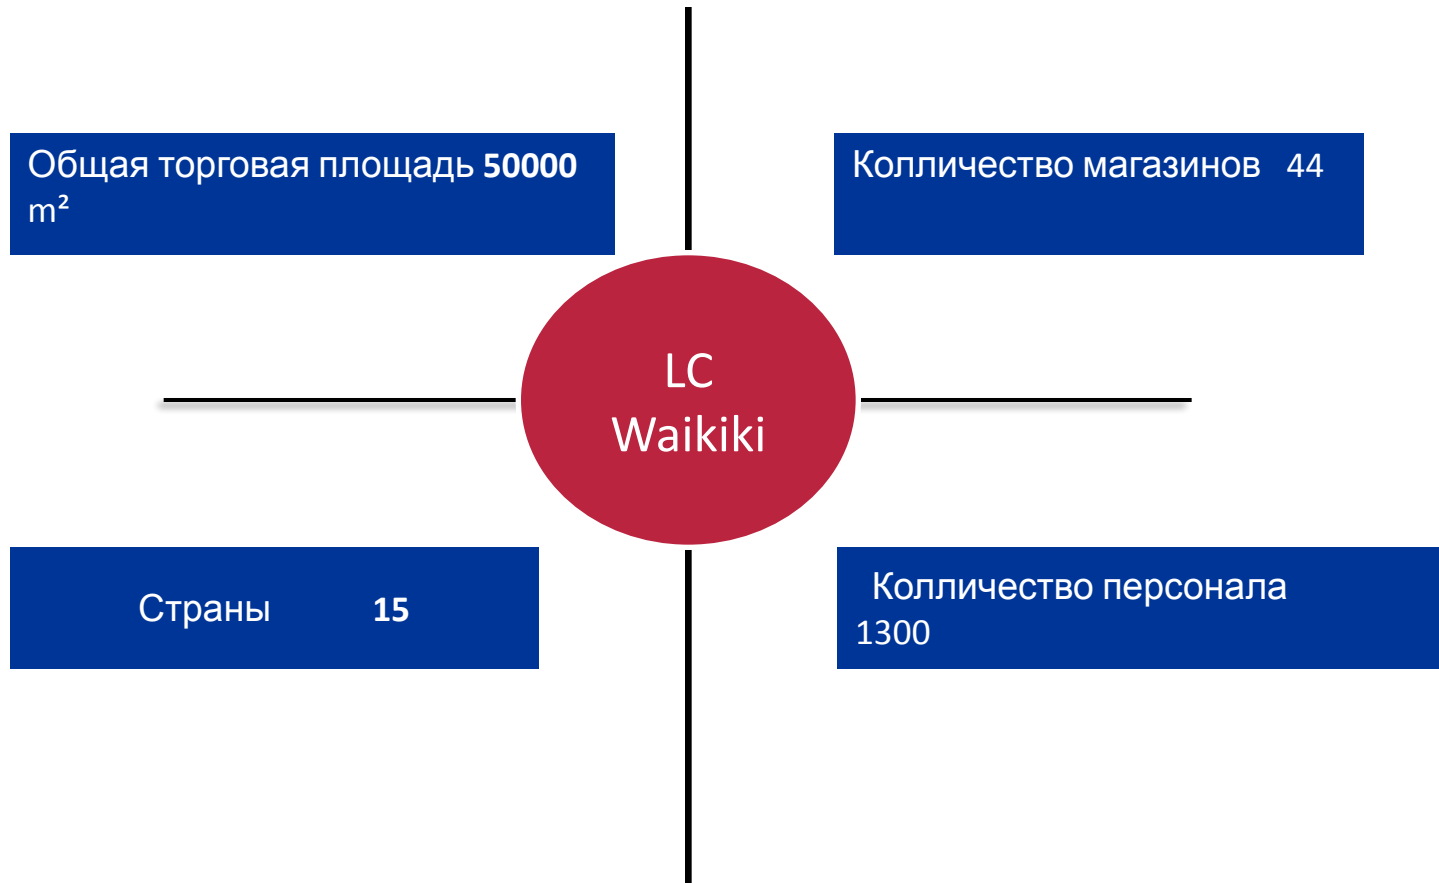 Общая торговая площадь 50000
m²
Колличество магазинов 44
LC
Waikiki
Страны 15
Колличество персонала
1300